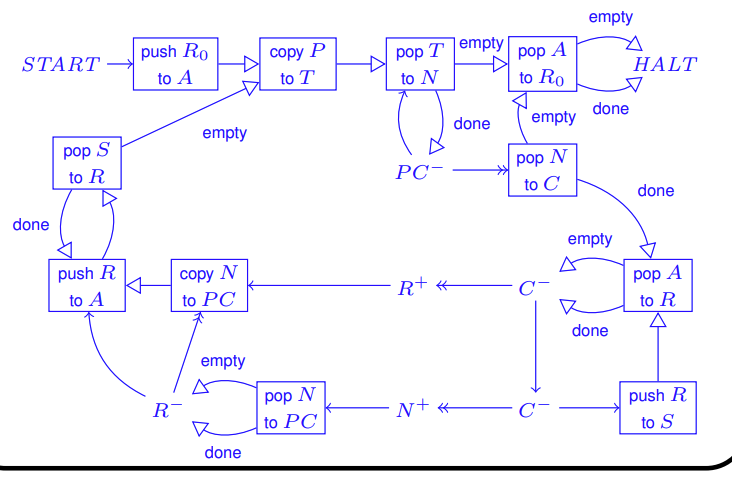 empty
START
push R₀
to A
copy P
to T
pop T
to N
empty
pop A
to R₀
HALT
done
empty
done
empty
pop S
to R
PC⁻
pop N
to C
done
done
empty
push R
to A
copy N
to PC
R⁺
C⁻
pop A
to R
done
empty
R⁻
pop N
to PC
N⁺
C⁻
push R
to S
done